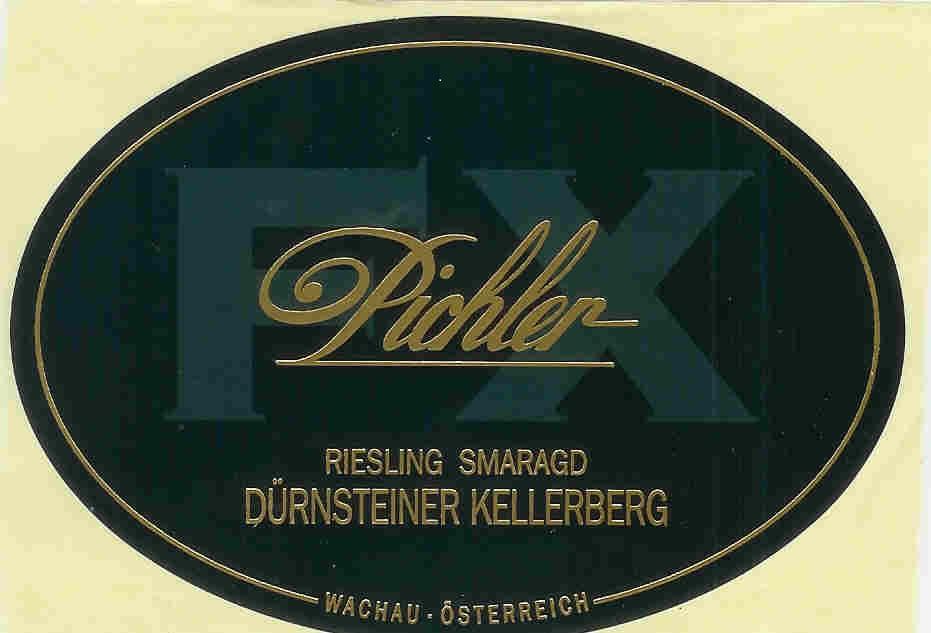 FX
Pichler
RIESLING SMARAGD
DÜRNSTEINER KELLERBERG
WACHAU · ÖSTERREICH